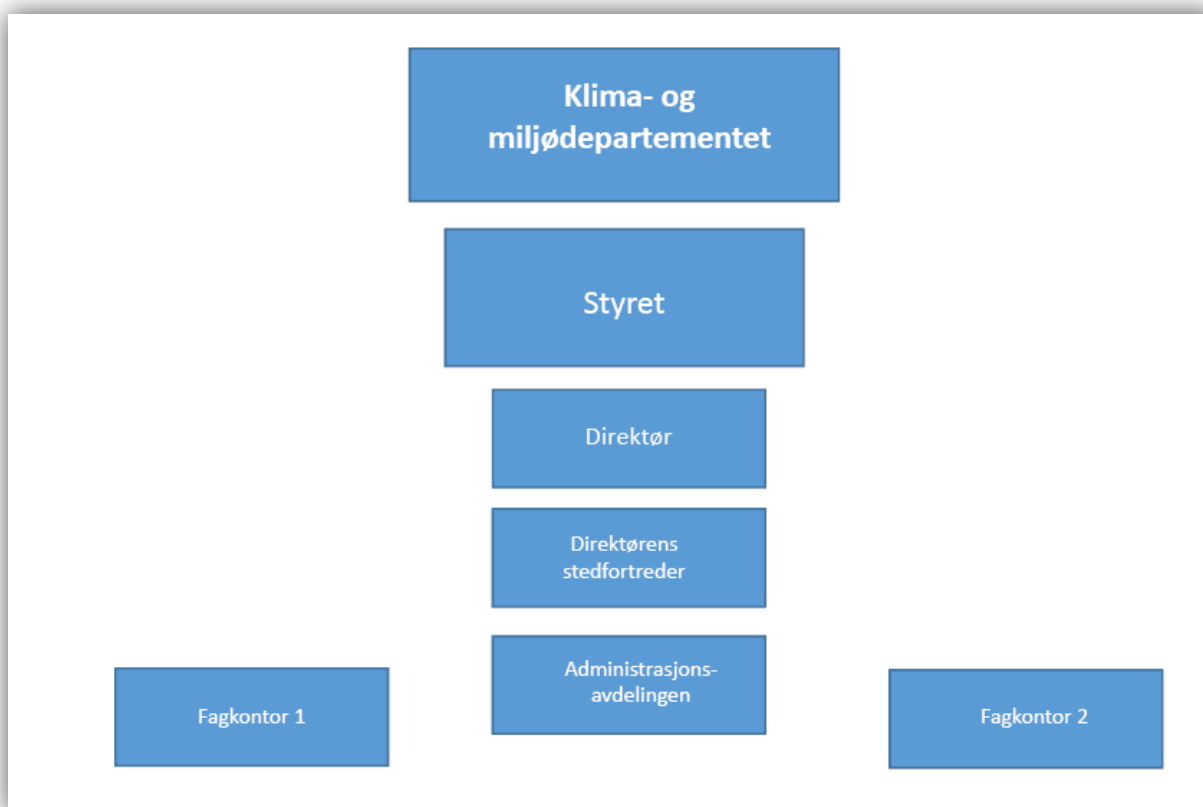 Klima- og
miljødepartementet
Styret
Direktør
Direktørens
stedfortreder
Administrasjons-
avdelingen
Fagkontor 1
Fagkontor 2